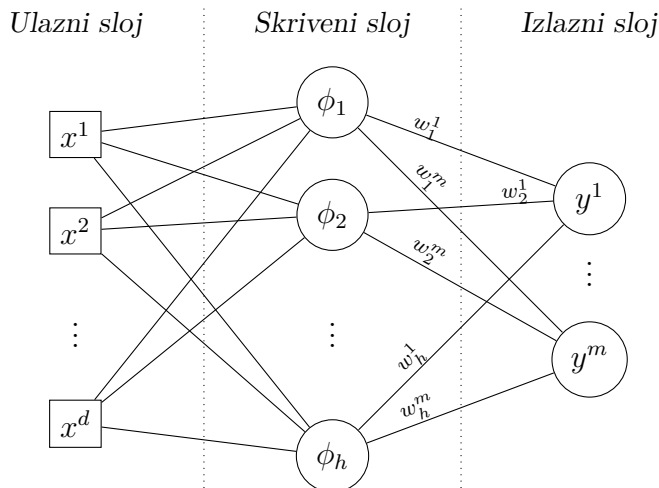 Ulazni sloj Skriveni sloj Izlazni sloj
x^1
x^2
⋮
x^d
ϕ_1
ϕ_2
⋮
ϕ_h
w_1^1
w_1^m
w_2^1
w_2^m
w_h^1
w_h^m
y^1
⋮
y^m